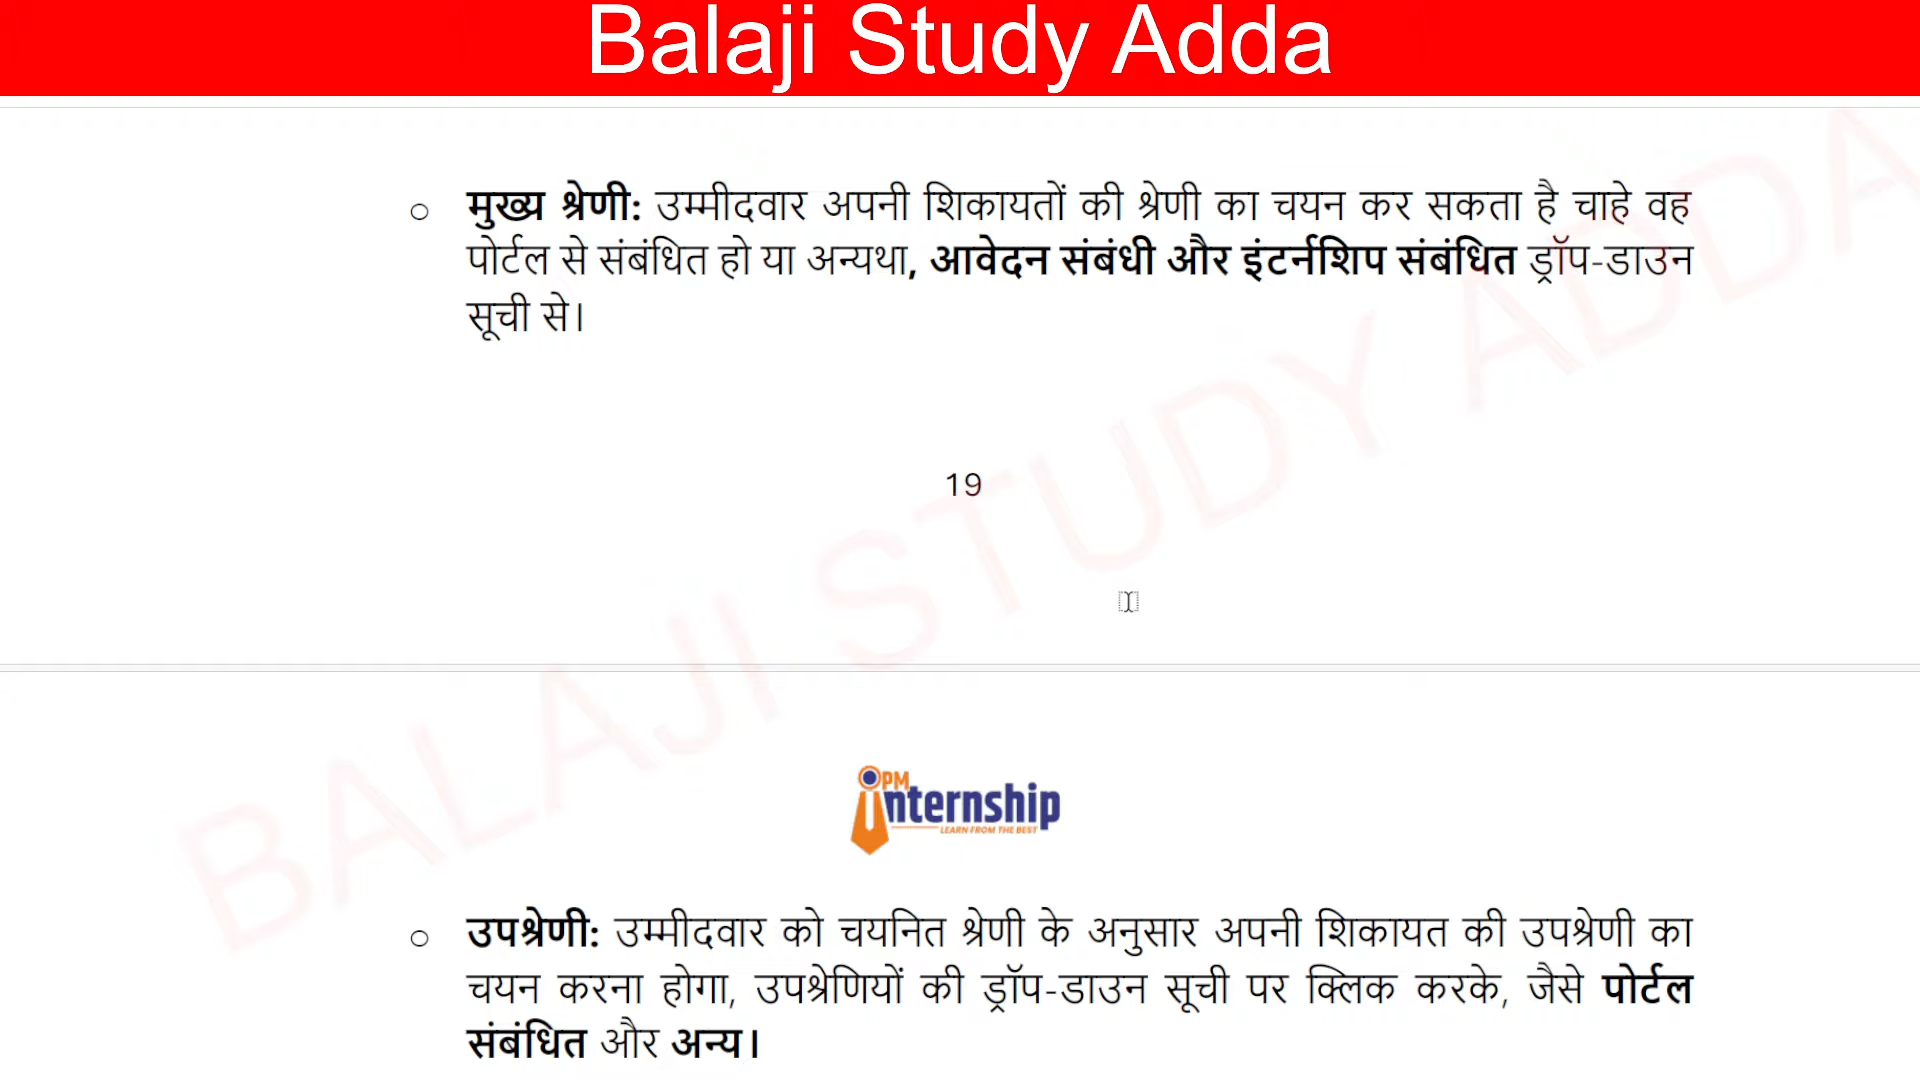 Balaji Study Adda
○ मुख्य श्रेणी: उम्मीदवार अपनी शिकायतों की श्रेणी का चयन कर सकता है चाहे वह
पोर्टल से संबंधित हो या अन्यथा, आवेदन संबंधी और इंटर्नशिप संबंधित ड्रॉप-डाउन
सूची से।
19
BALAJI STUDY ADDA
PM
internship
LEARN FROM THE BEST
○ उपश्रेणी: उम्मीदवार को चयनित श्रेणी के अनुसार अपनी शिकायत की उपश्रेणी का
चयन करना होगा, उपश्रेणियों की ड्रॉप-डाउन सूची पर क्लिक करके, जैसे पोर्टल
संबंधित और अन्य।